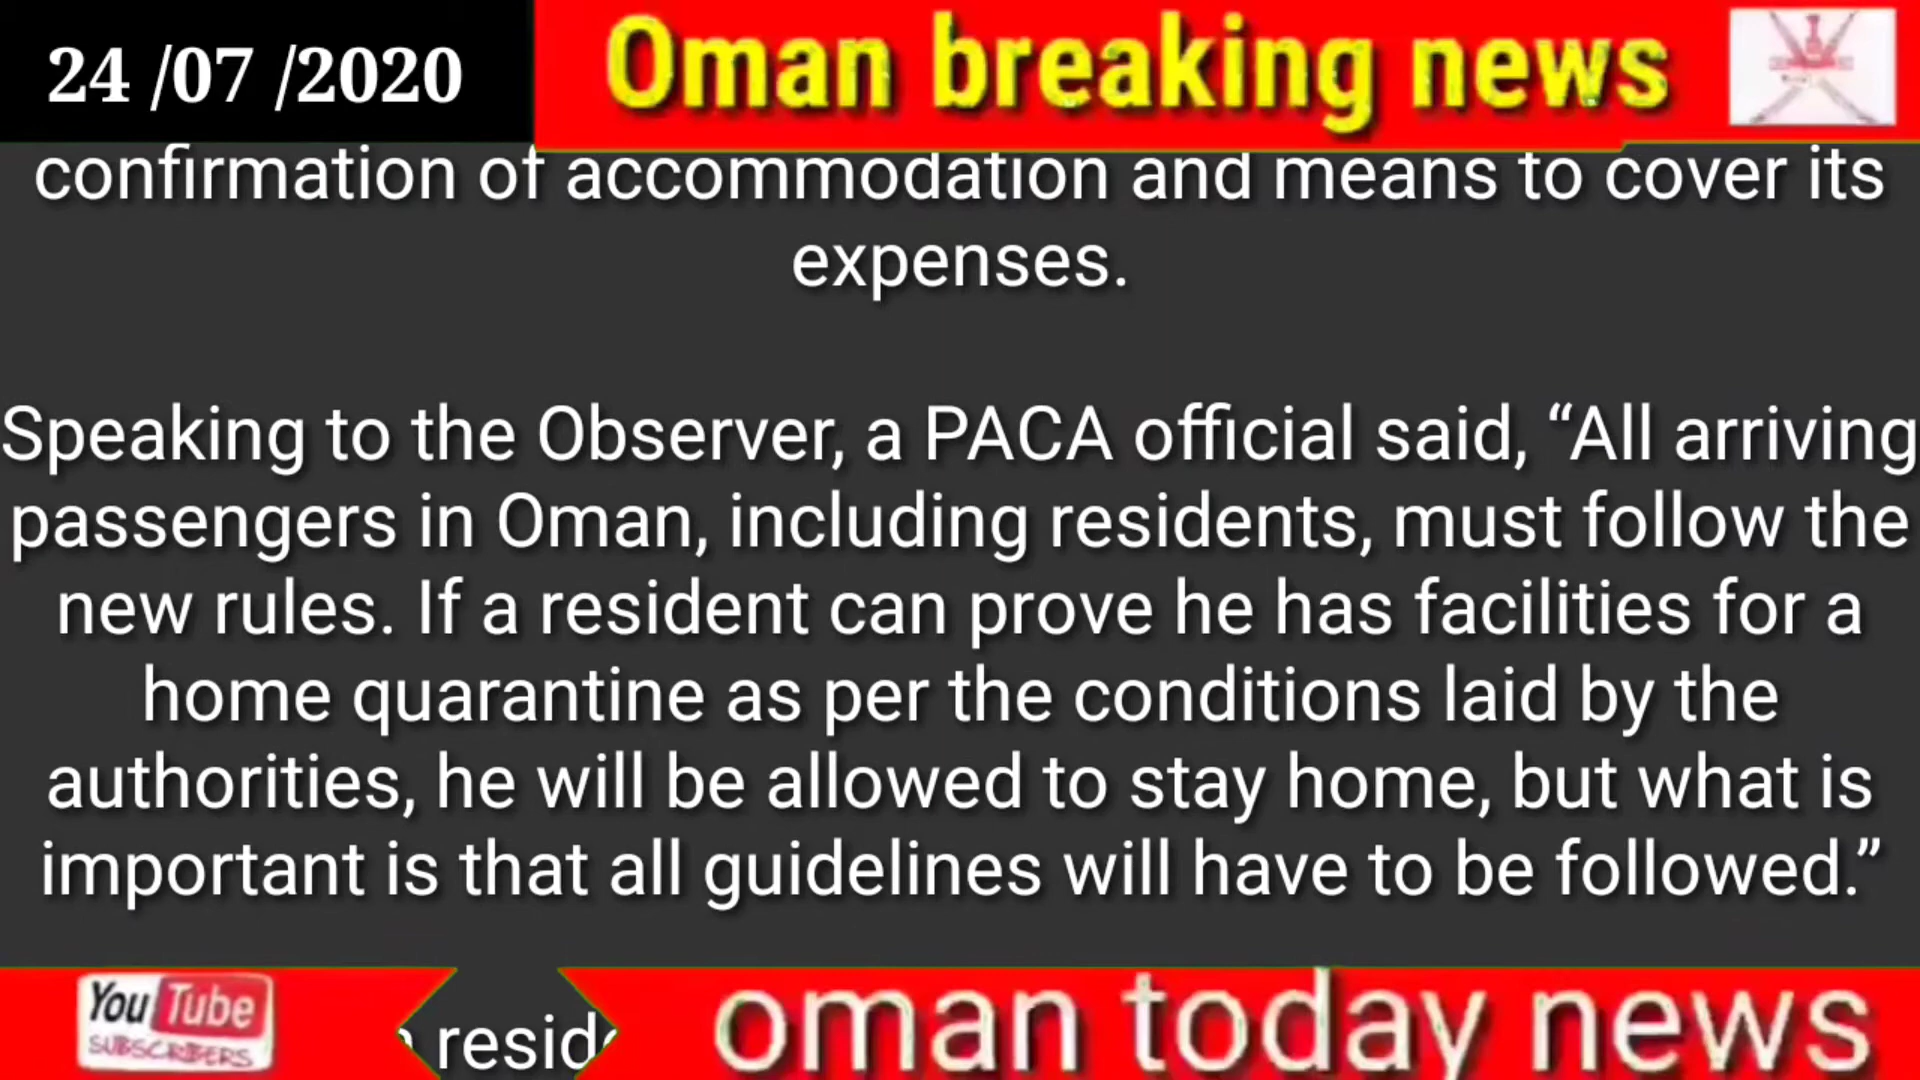 24 /07 /2020
Oman breaking news
confirmation of accommodation and means to cover its
expenses.
Speaking to the Observer, a PACA official said, “All arriving
passengers in Oman, including residents, must follow the
new rules. If a resident can prove he has facilities for a
home quarantine as per the conditions laid by the
authorities, he will be allowed to stay home, but what is
important is that all guidelines will have to be followed.”
You Tube
SUBSCRIBERS
oman today news